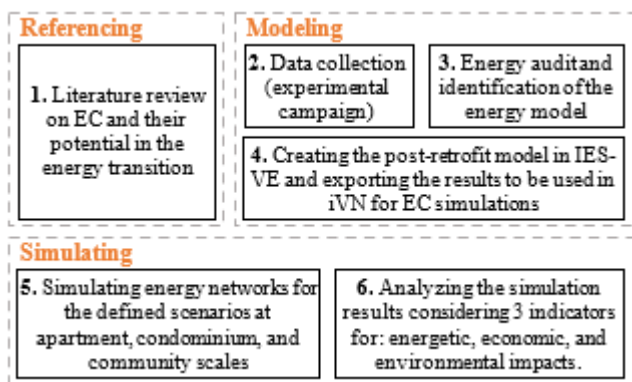 Referencing
1. Literature review
on EC and their
potential in the
energy transition
Modeling
2. Data collection
(experimental
campaign)
3. Energy audit and
identification of the
energy model
4. Creating the post-retrofit model in IES-
VE and exporting the results to be used in
iVN for EC simulations
Simulating
5. Simulating energy networks for
the defined scenarios at
apartment, condominium, and
community scales
6. Analyzing the simulation
results considering 3 indicators
for: energetic, economic, and
environmental impacts.